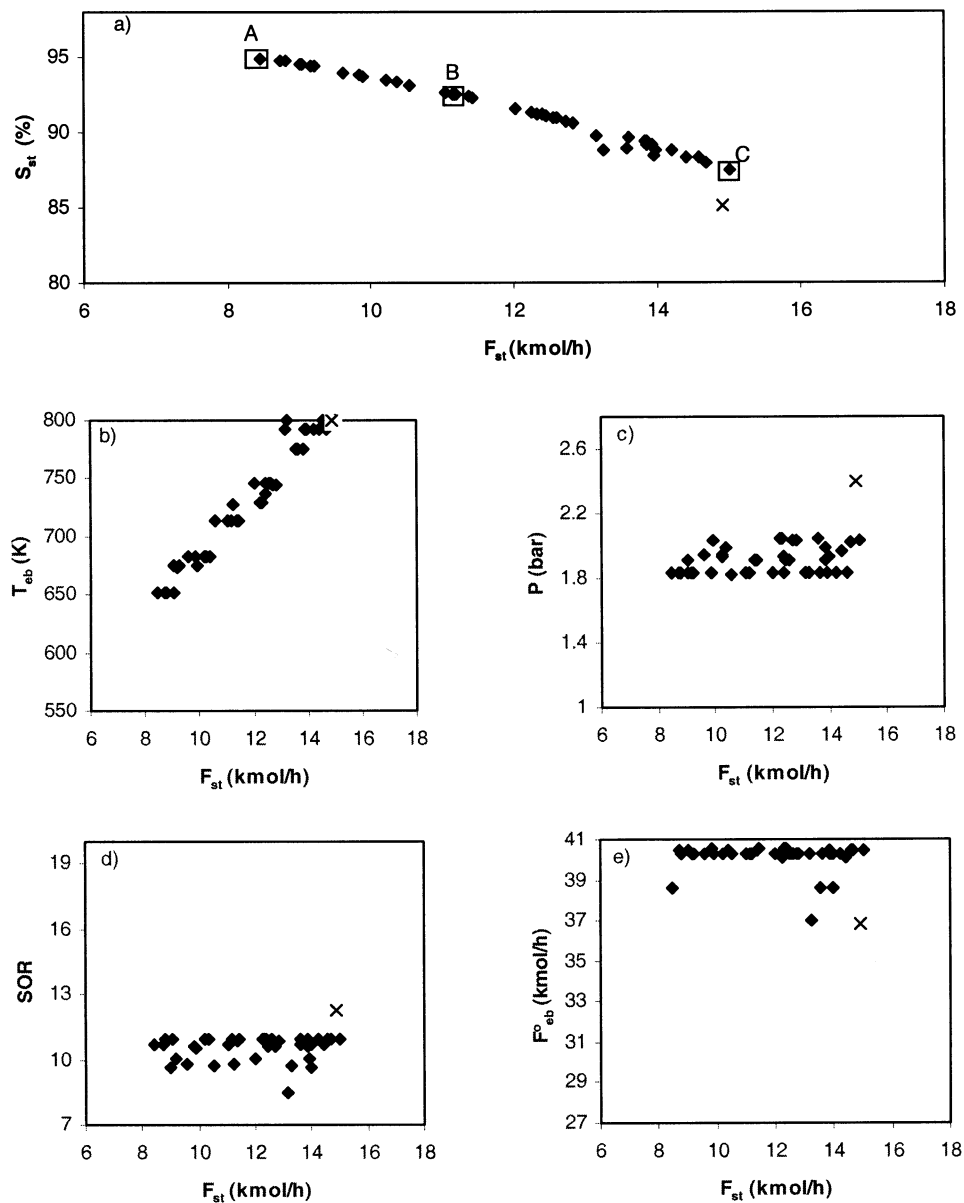 a)
A
B
C
95
90
85
80
S_st (%)
6 8 10 12 14 16 18
F_st (kmol/h)
b)
800
750
700
650
600
550
T_eb (K)
6 8 10 12 14 16 18
F_st (kmol/h)
c)
2.6
2.2
1.8
1.4
1
P (bar)
6 8 10 12 14 16 18
F_st (kmol/h)
d)
19
16
13
10
7
SOR
6 8 10 12 14 16 18
F_st (kmol/h)
e)
41
39
37
35
33
31
29
27
F°_eb (kmol/h)
6 8 10 12 14 16 18
F_st (kmol/h)